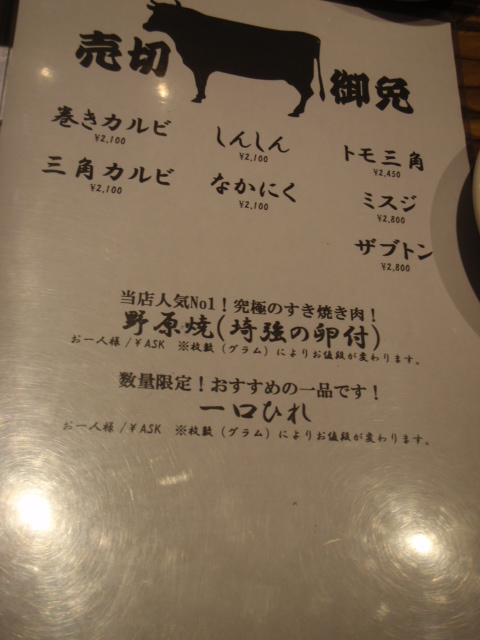 売切
御免
巻きカルビ
¥2,100
三角カルビ
¥2,100
しんしん
¥2,100
なかにく
¥2,100
トモ三角
¥2,450
ミスジ
¥2,800
ザブトン
¥2,800
当店人気No1！究極のすき焼き肉！
野原焼(埼強の卵付)
お一人様/¥ASK ※枚数（グラム）によりお値段が変わります。
数量限定！おすすめの一品です！
一口ひれ
お一人様/¥ASK ※枚数（グラム）によりお値段が変わります。